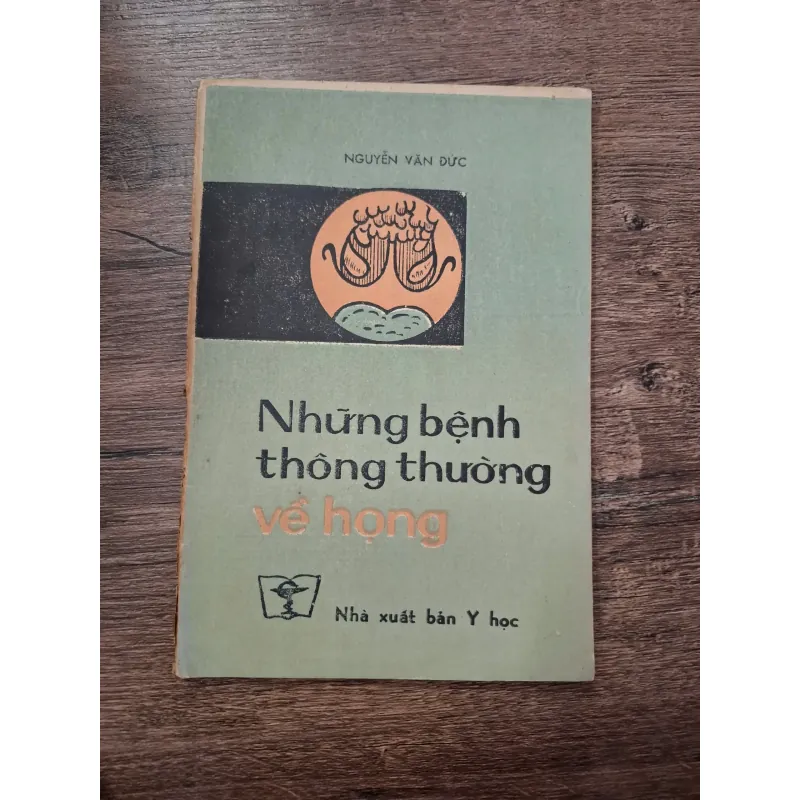 NGUYỄN VĂN ĐỨC
Những bệnh
thông thường
về họng
Nhà xuất bản Y học